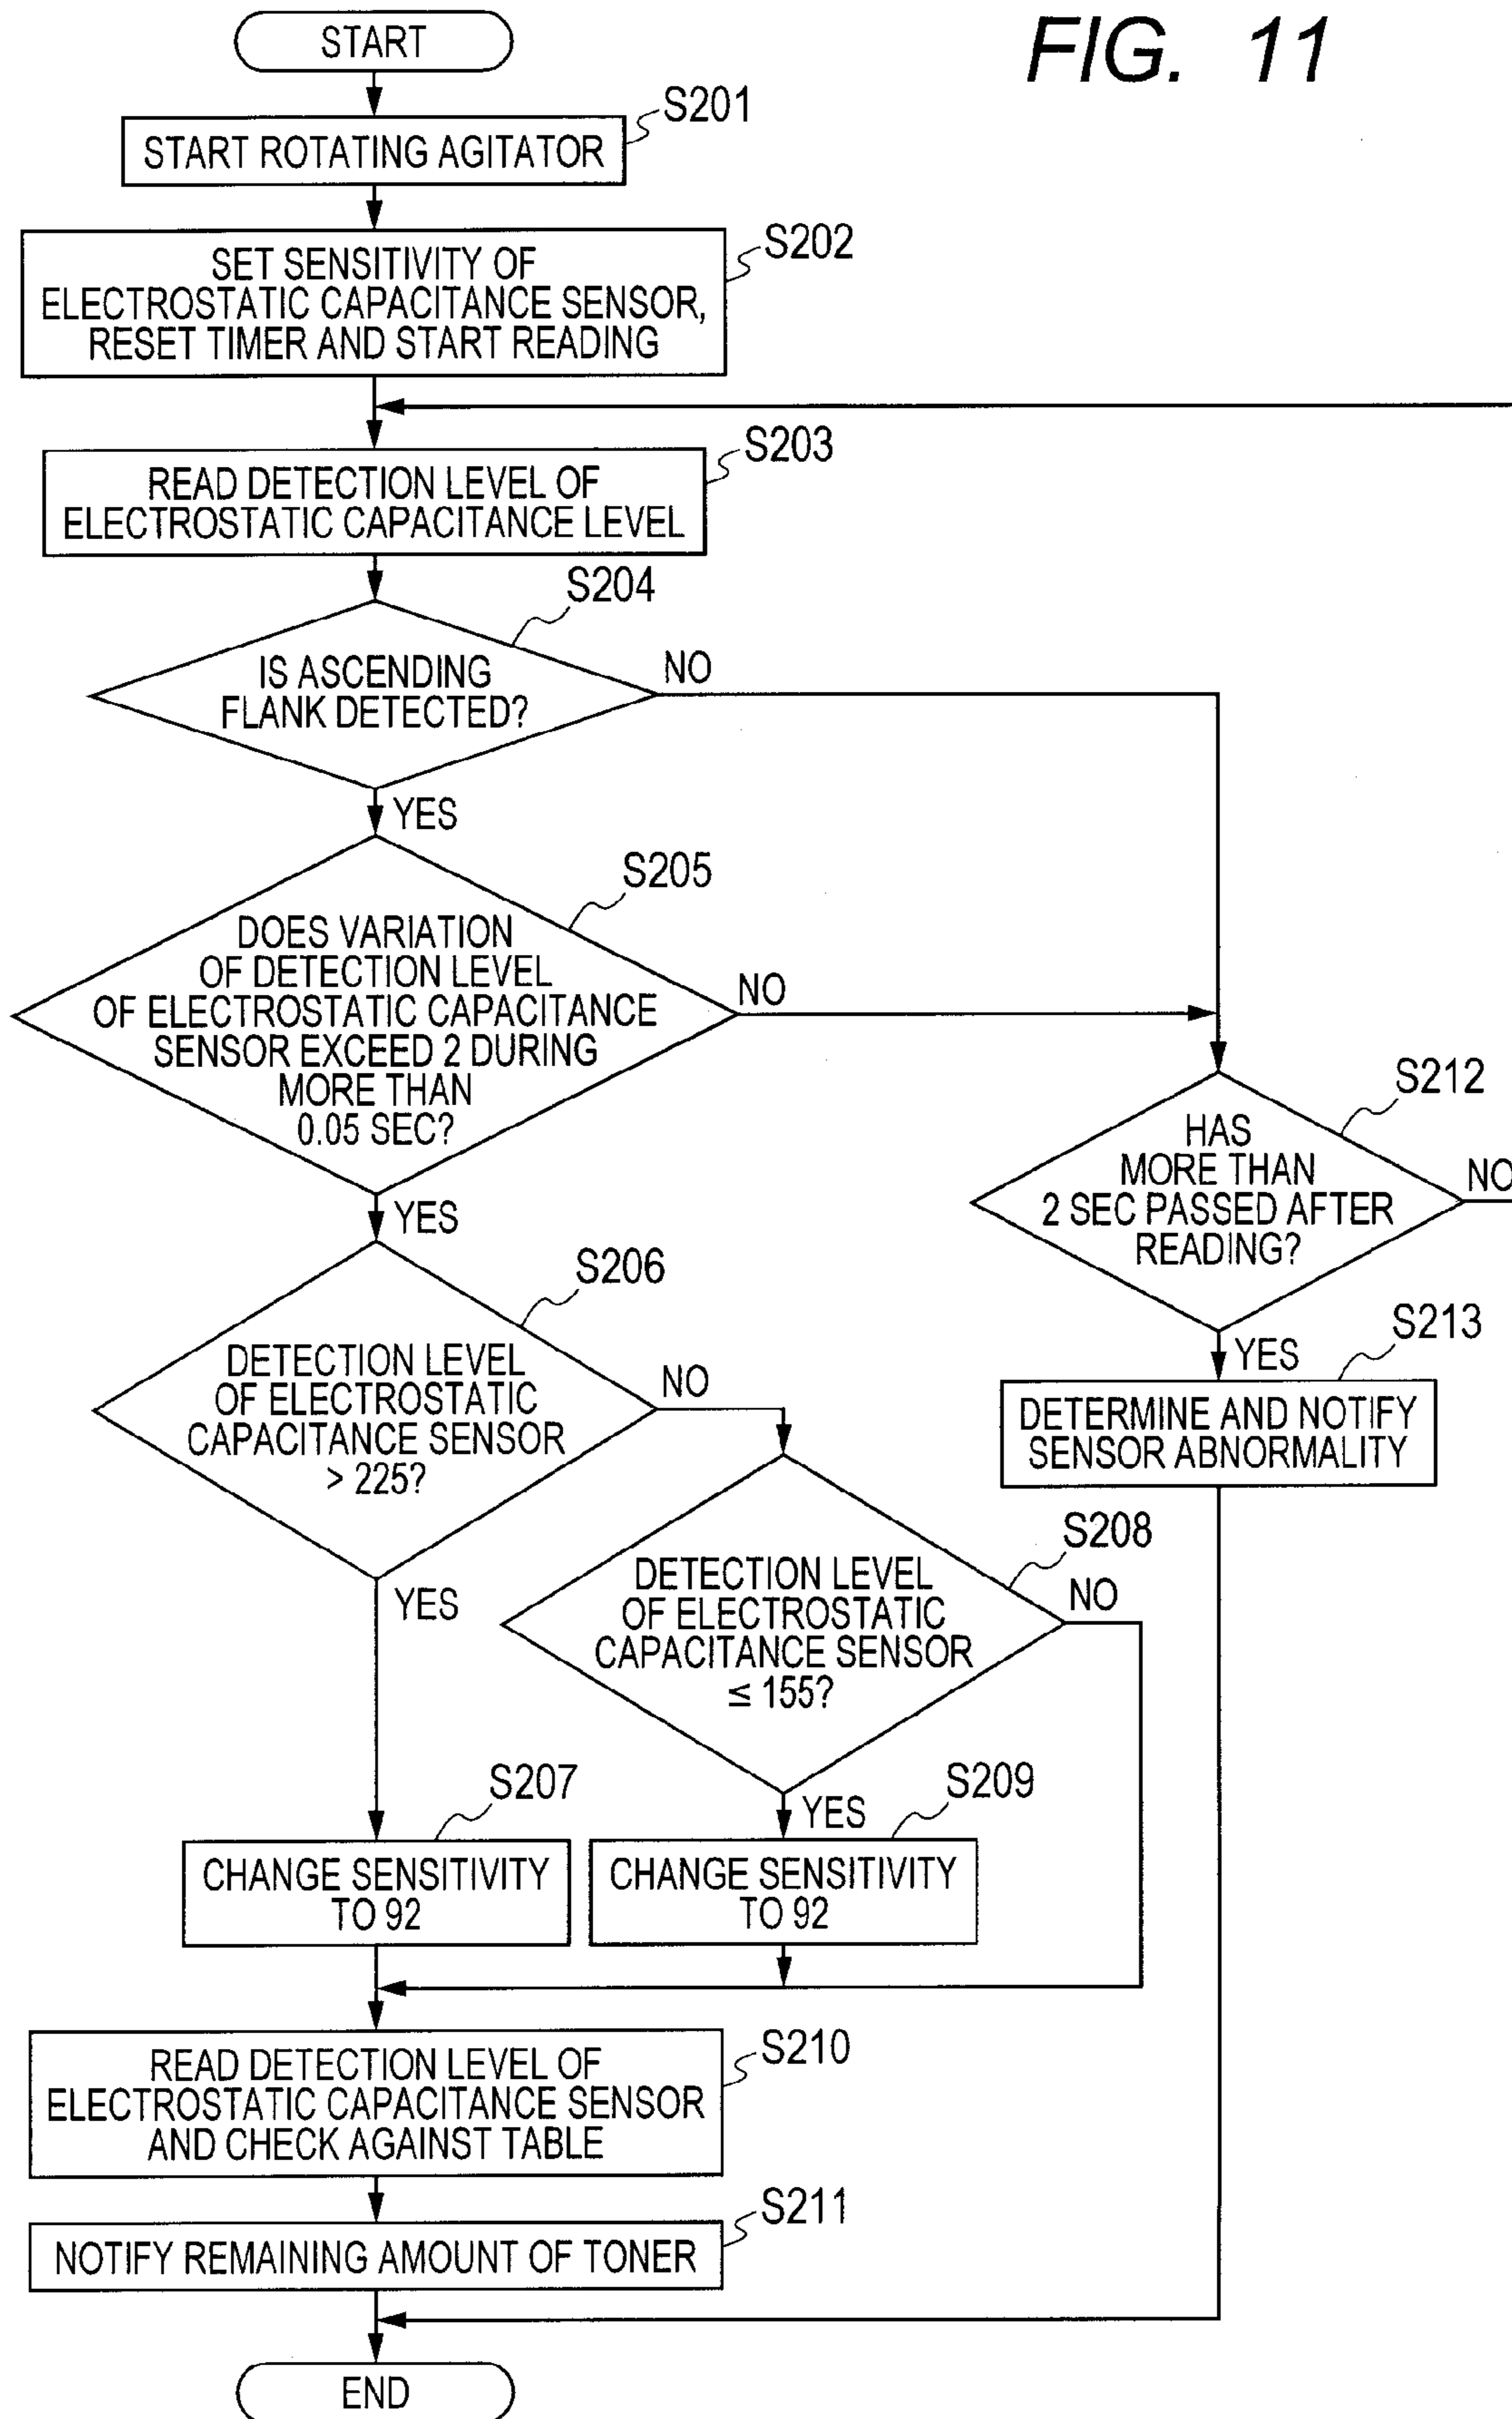 FIG. 11
START
S201
START ROTATING AGITATOR
S202
SET SENSITIVITY OF
ELECTROSTATIC CAPACITANCE SENSOR,
RESET TIMER AND START READING
S203
READ DETECTION LEVEL OF
ELECTROSTATIC CAPACITANCE LEVEL
S204
IS ASCENDING
FLANK DETECTED?
NO
YES
S205
DOES VARIATION
OF DETECTION LEVEL
OF ELECTROSTATIC CAPACITANCE
SENSOR EXCEED 2 DURING
MORE THAN
0.05 SEC?
NO
YES
S212
HAS
MORE THAN
2 SEC PASSED AFTER
READING?
NO
YES
S213
DETERMINE AND NOTIFY
SENSOR ABNORMALITY
S206
DETECTION LEVEL
OF ELECTROSTATIC
CAPACITANCE SENSOR
> 225?
NO
YES
S208
DETECTION LEVEL
OF ELECTROSTATIC
CAPACITANCE SENSOR
≤ 155?
NO
YES
S207
CHANGE SENSITIVITY
TO 92
S209
CHANGE SENSITIVITY
TO 92
S210
READ DETECTION LEVEL OF
ELECTROSTATIC CAPACITANCE SENSOR
AND CHECK AGAINST TABLE
S211
NOTIFY REMAINING AMOUNT OF TONER
END